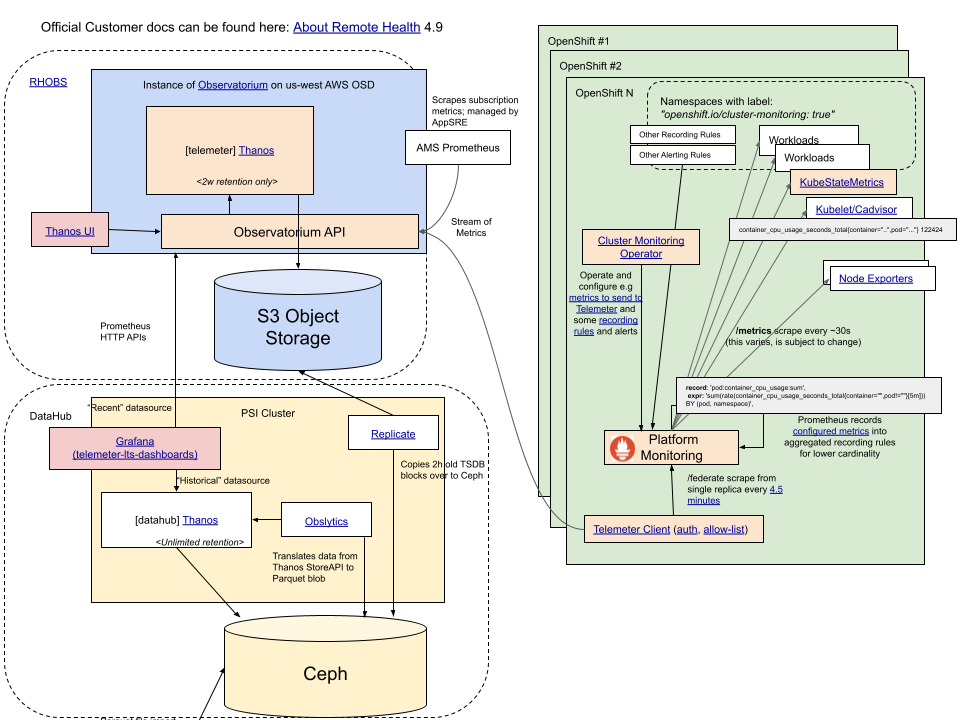 Official Customer docs can be found here: About Remote Health 4.9
RHOBS
Instance of Observatorium on us-west AWS OSD
[telemeter] Thanos
<2w retention only>
Scrapes subscription
metrics; managed by
AppSRE
AMS Prometheus
Thanos UI
Observatorium API
Stream of
Metrics
S3 Object
Storage
Prometheus
HTTP APIs
DataHub
"Recent" datasource
PSI Cluster
Grafana
(telemeter-lts-dashboards)
Replicate
"Historical" datasource
Copies 2h old TSDB
blocks over to Ceph
[datahub] Thanos
<Unlimited retention>
Obslytics
Translates data from
Thanos StoreAPI to
Parquet blob
Ceph
OpenShift #1
OpenShift #2
OpenShift N
Namespaces with label:
"openshift.io/cluster-monitoring: true"
Other Recording Rules
Other Alerting Rules
Workloads
Workloads
KubeStateMetrics
Kubelet/Cadvisor
container_cpu_usage_seconds_total{container="..",pod="..."} 122424
Cluster Monitoring
Operator
Node Exporters
Operate and
configure e.g
metrics to send to
Telemeter and
some recording
rules and alerts
/metrics scrape every ~30s
(this varies, is subject to change)
record: 'pod:container_cpu_usage:sum',
expr: 'sum(rate(container_cpu_usage_seconds_total{container="",pod!=""}[5m]))
BY (pod, namespace)',
Prometheus records
configured metrics into
aggregated recording rules
for lower cardinality
Platform
Monitoring
/federate scrape from
single replica every 4.5
minutes
Telemeter Client (auth, allow-list)